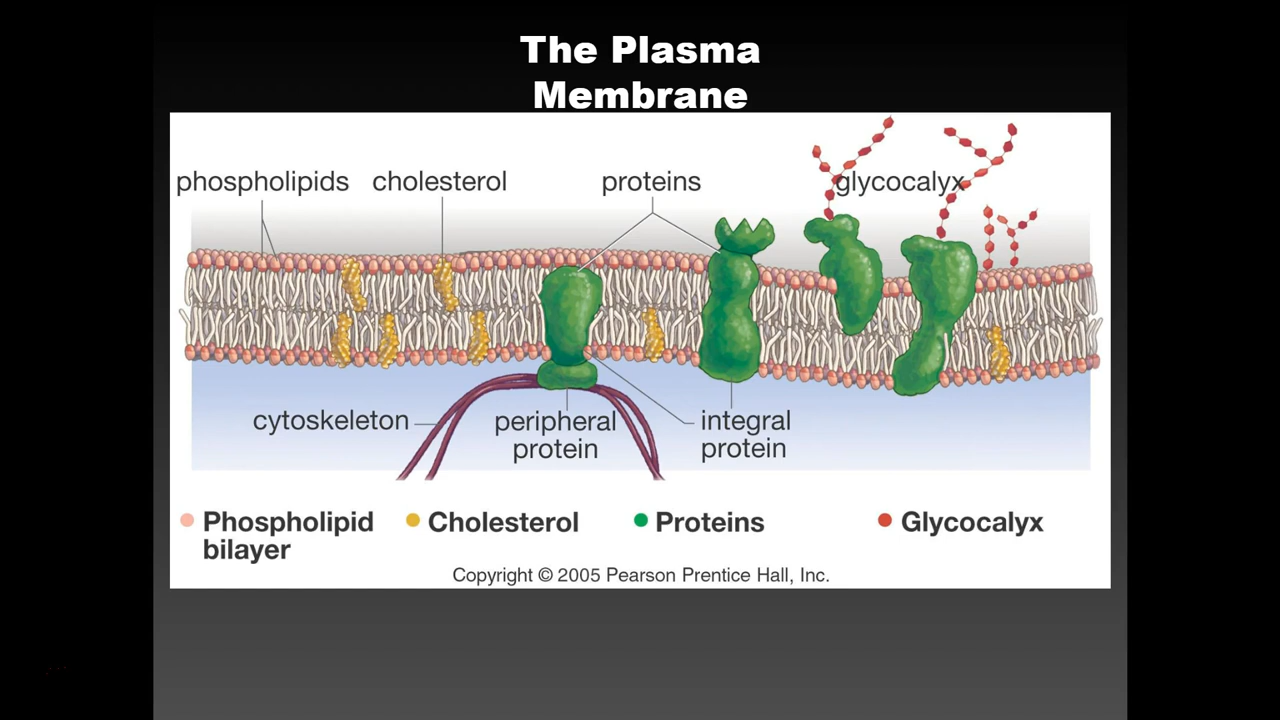 The Plasma
Membrane
phospholipids cholesterol proteins glycocalyx
cytoskeleton peripheral integral
protein protein
Phospholipid Cholesterol Proteins Glycocalyx
bilayer
Copyright © 2005 Pearson Prentice Hall, Inc.